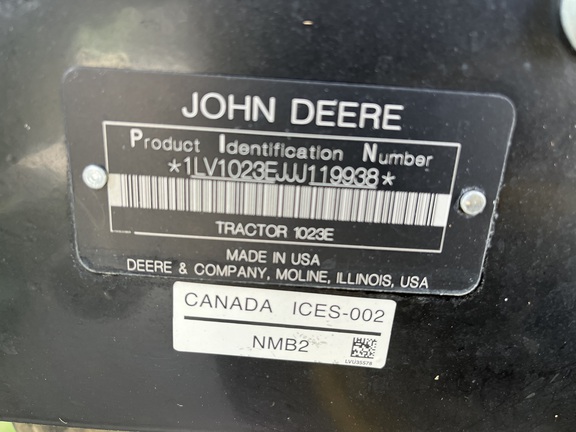 JOHN DEERE
Product Identification Number
*1LV1023EJJJ119938*
TRACTOR 1023E
MADE IN USA
DEERE & COMPANY, MOLINE, ILLINOIS, USA
CANADA ICES-002
NMB2